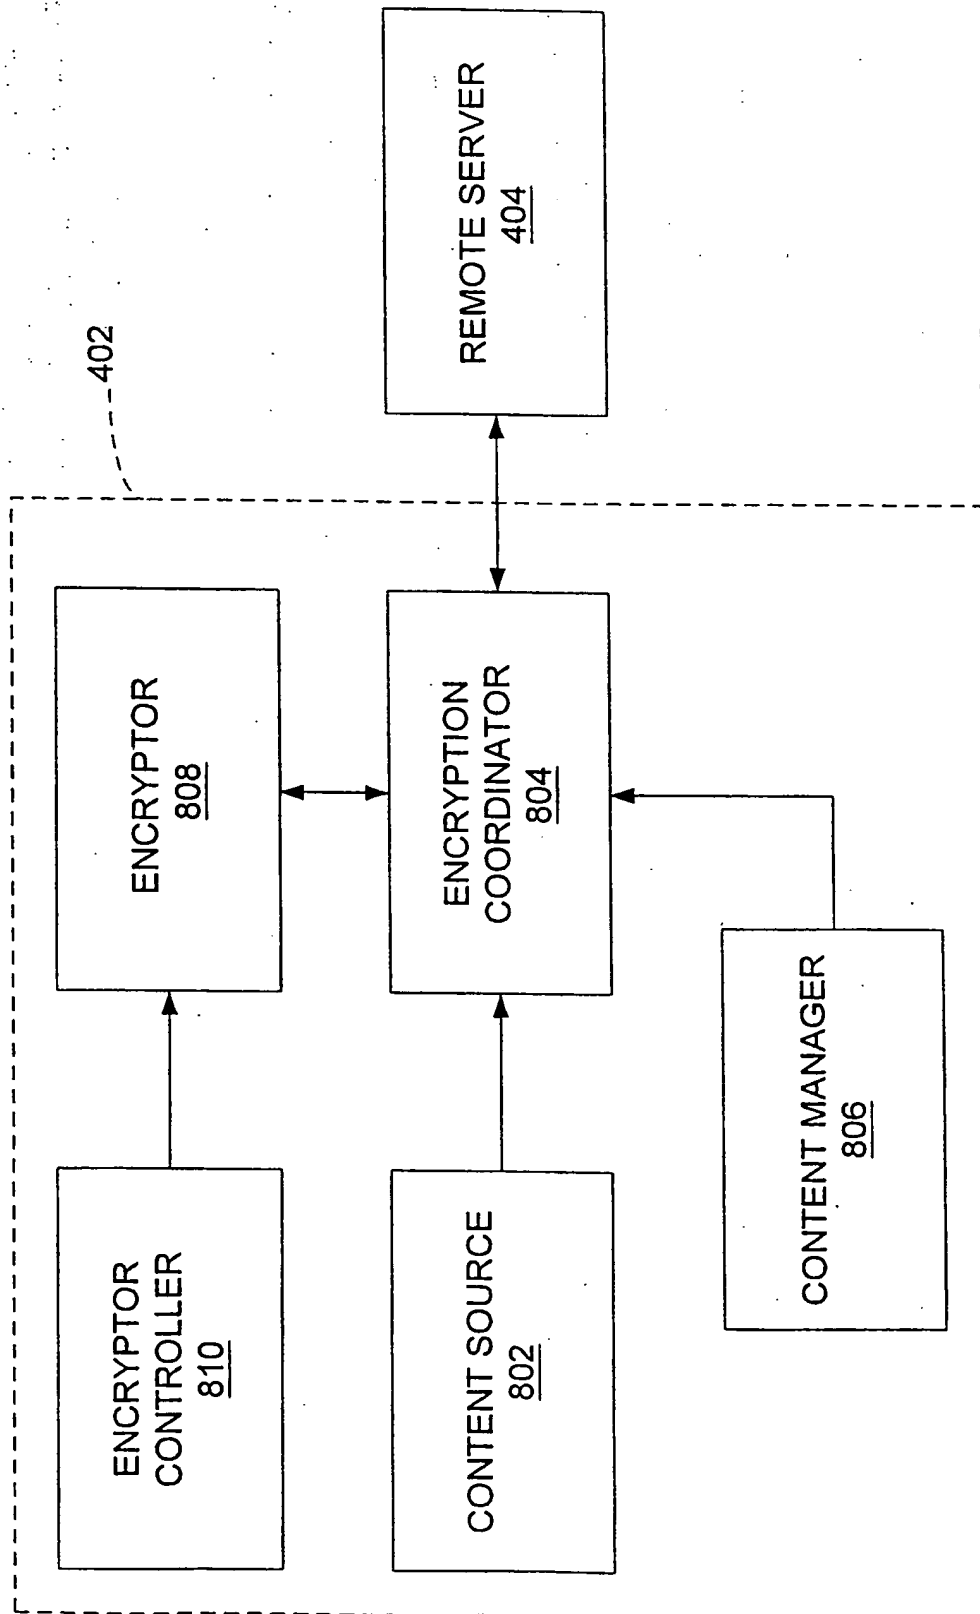 402
ENCRYPTOR
CONTROLLER
810
ENCRYPTOR
808
CONTENT SOURCE
802
ENCRYPTION
COORDINATOR
804
REMOTE SERVER
404
CONTENT MANAGER
806